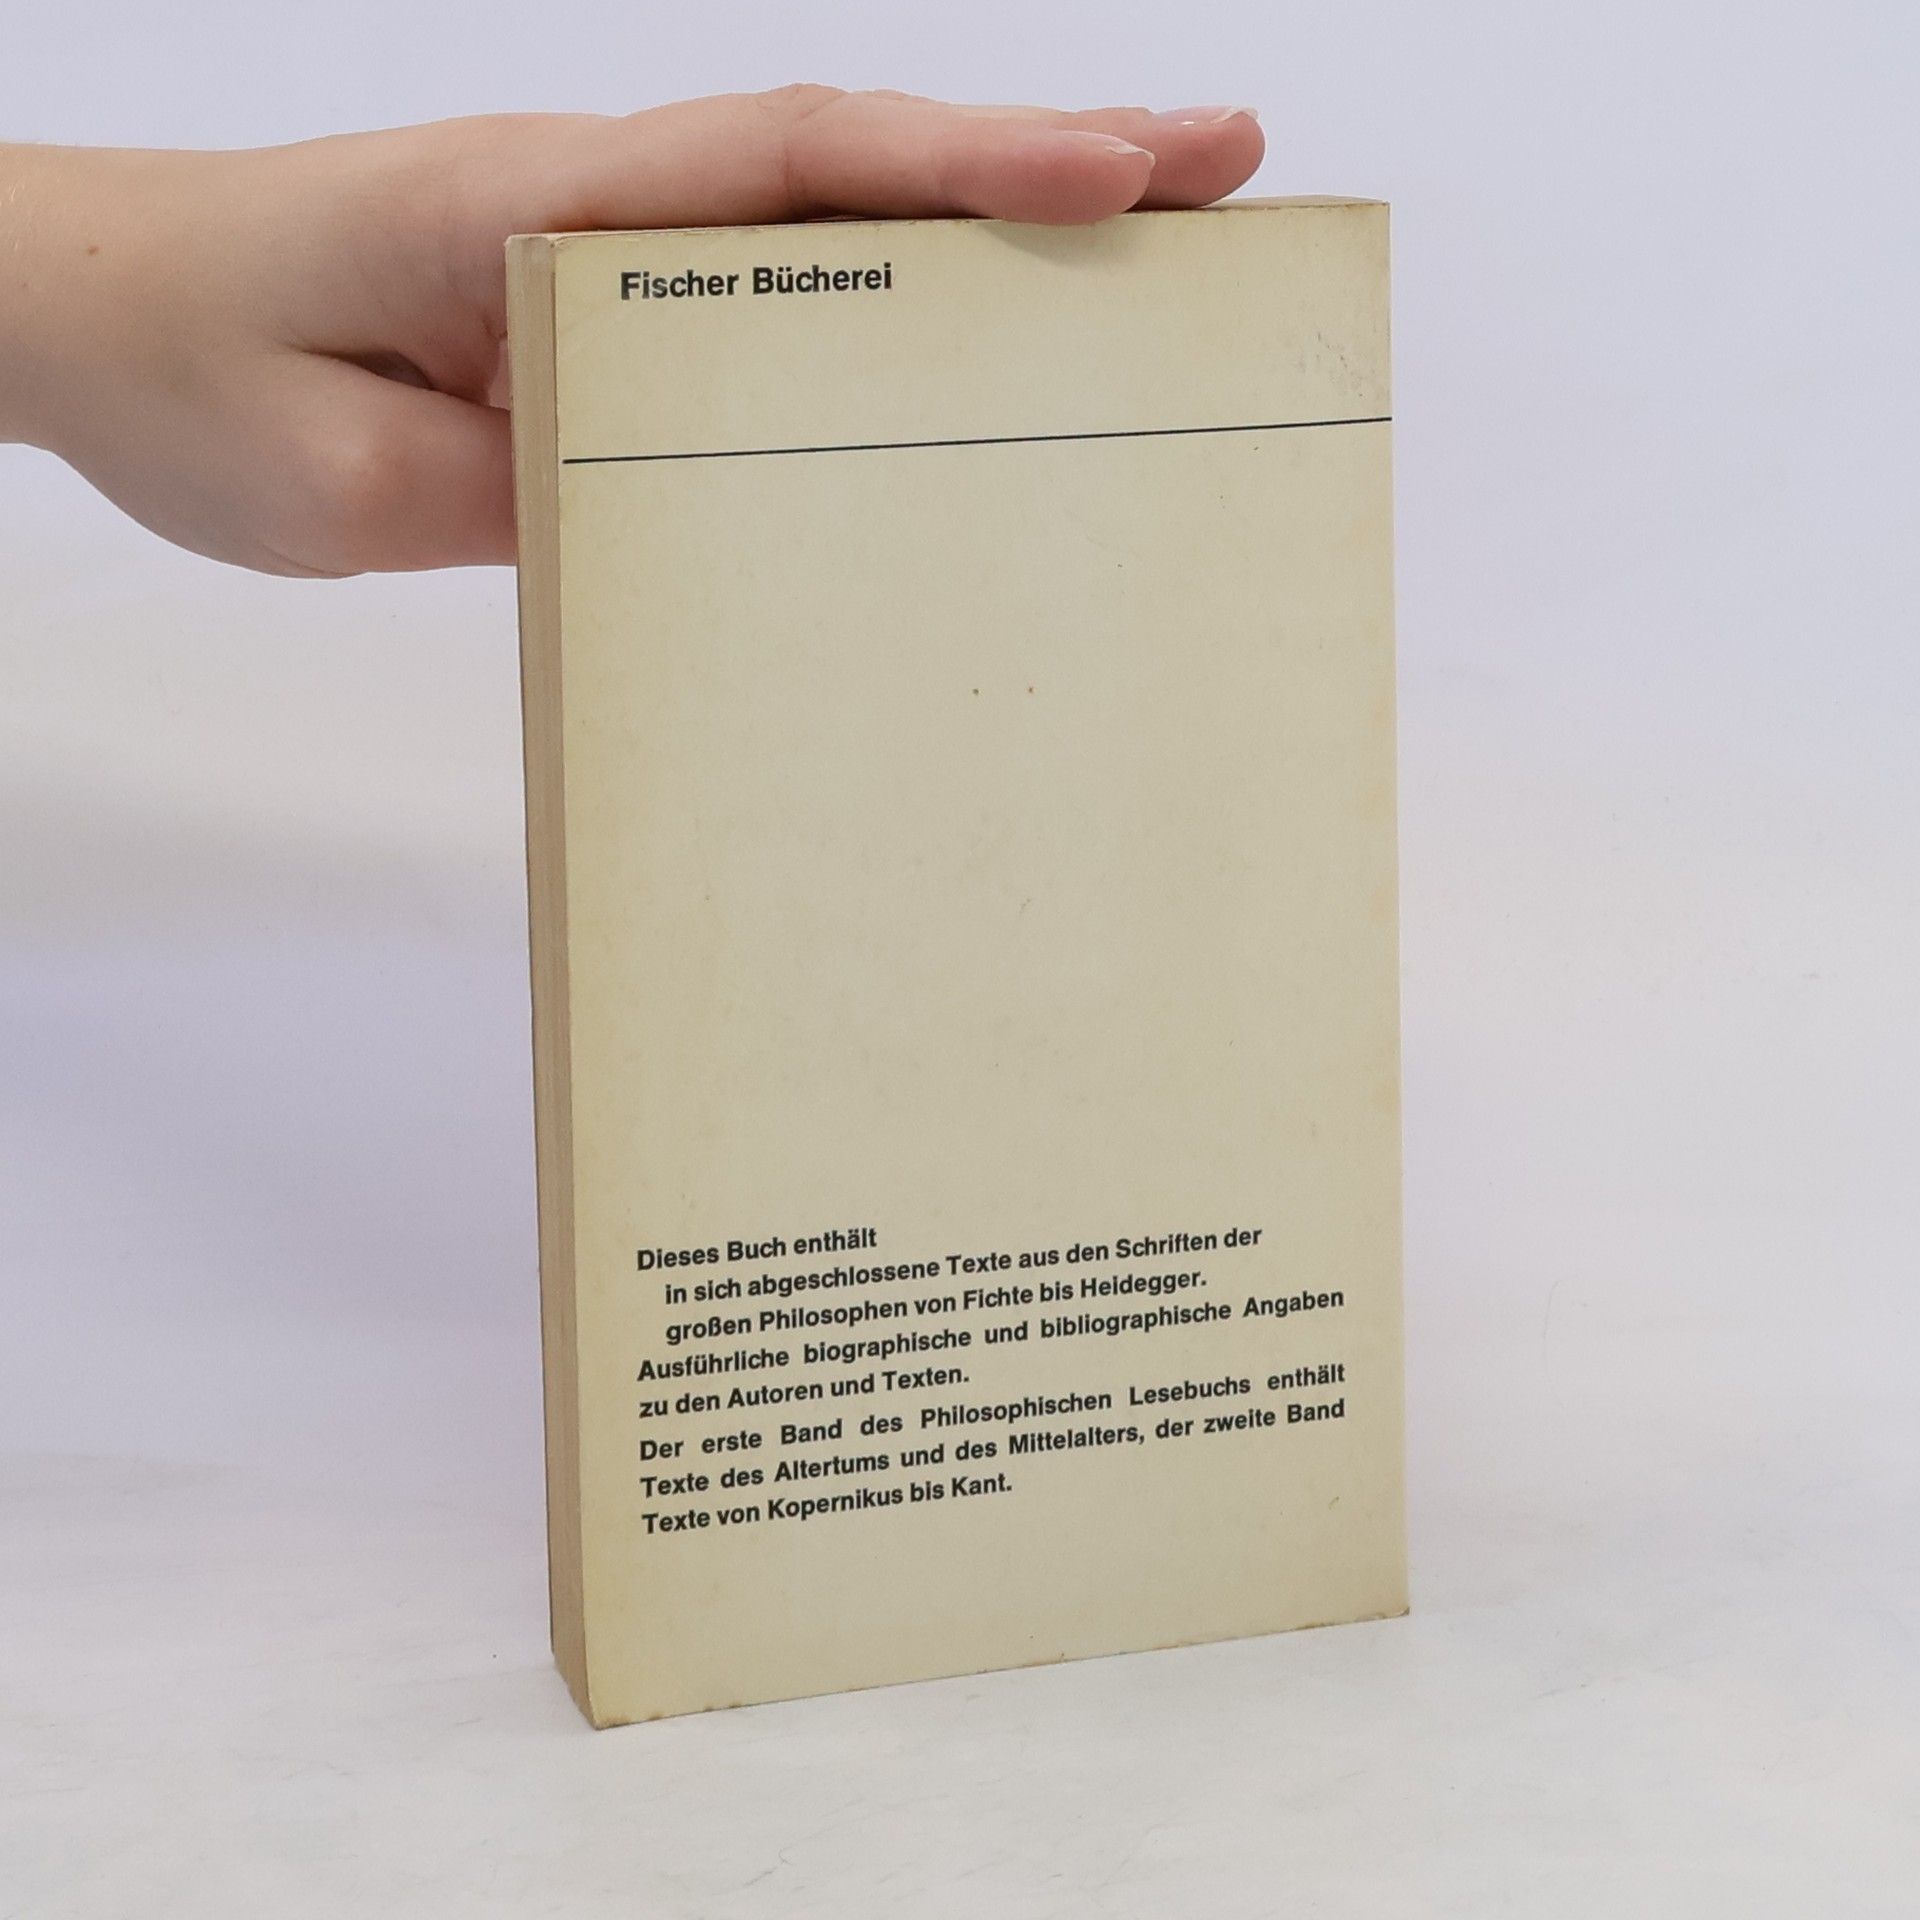 Fischer Bücherei
Dieses Buch enthält
in sich abgeschlossene Texte aus den Schriften der
großen Philosophen von Fichte bis Heidegger.
Ausführliche biographische und bibliographische Angaben
zu den Autoren und Texten.
Der erste Band des Philosophischen Lesebuchs enthält
Texte des Altertums und des Mittelalters, der zweite Band
Texte von Kopernikus bis Kant.